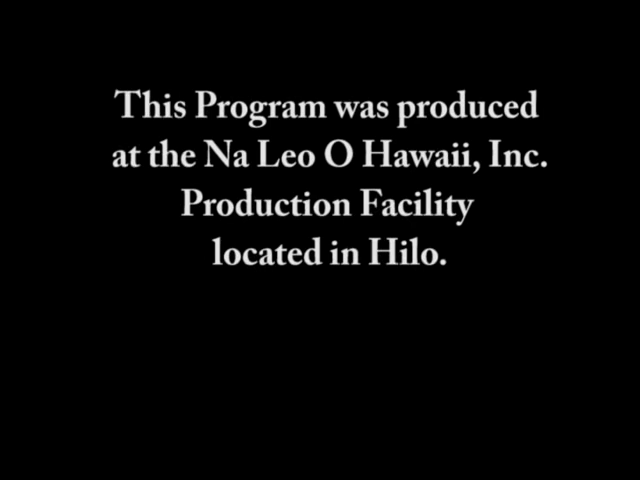 This Program was produced
at the Na Leo O Hawaii, Inc.
Production Facility
located in Hilo.